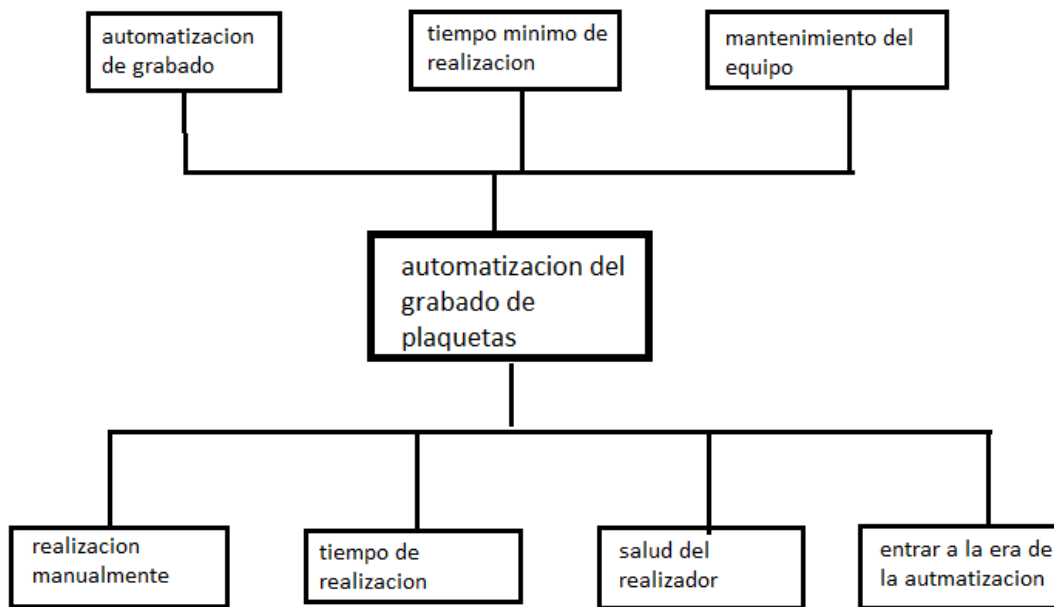 automatizacion
de grabado
tiempo minimo de
realizacion
mantenimiento del
equipo
automatizacion del
grabado de
plaquetas
realizacion
manualmente
tiempo de
realizacion
salud del
realizador
entrar a la era de
la autmatizacion